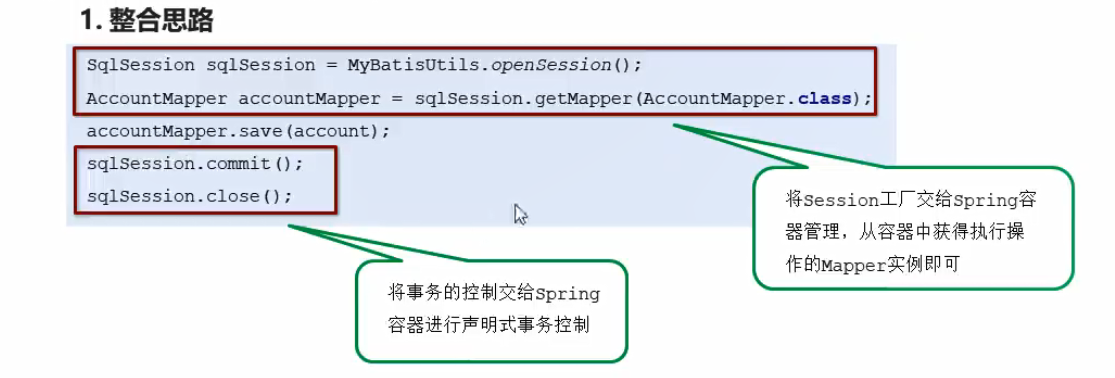 1. 整合思路
SqlSession sqlSession = MyBatisUtils.openSession();
AccountMapper accountMapper = sqlSession.getMapper(AccountMapper.class);
accountMapper.save(account);
sqlSession.commit();
sqlSession.close();
将Session工厂交给Spring容
器管理，从容器中获得执行操
作的Mapper实例即可
将事务的控制交给Spring
容器进行声明式事务控制